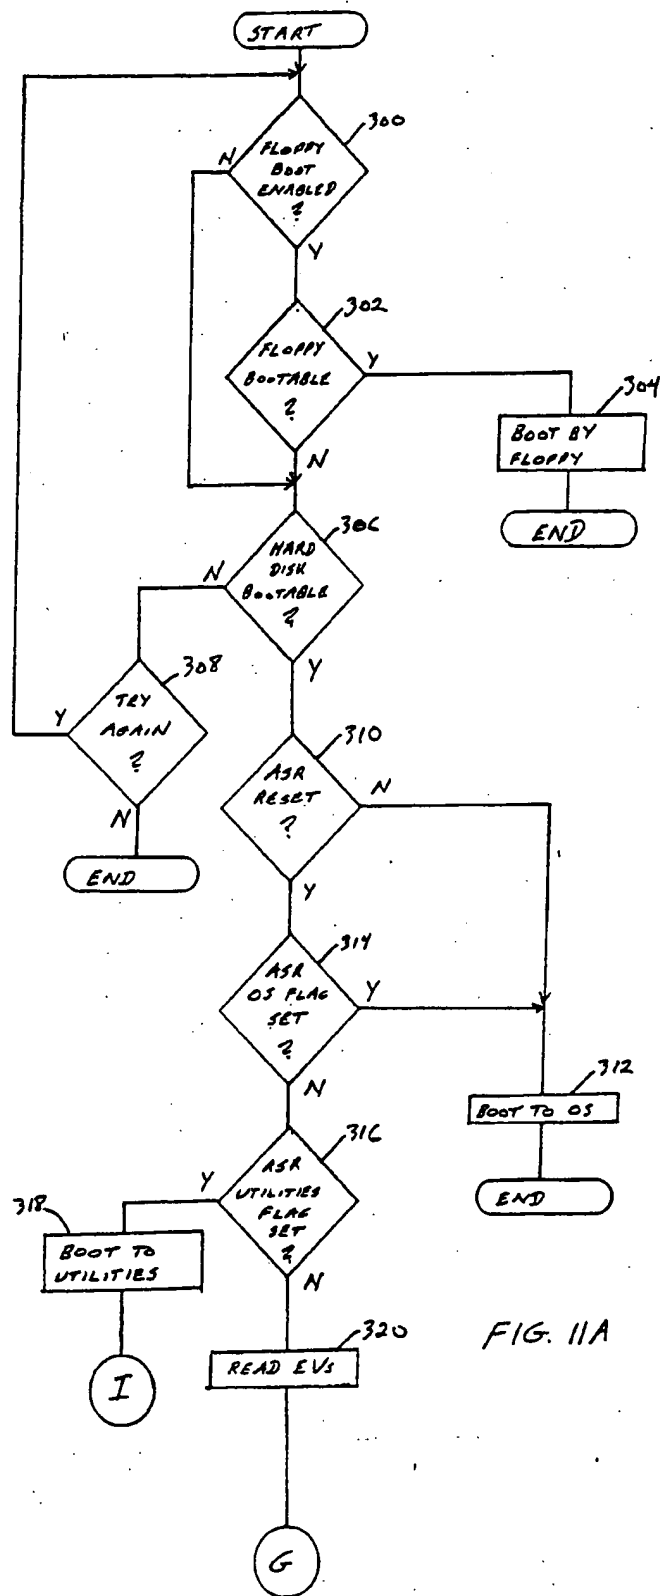 START
300
N
FLOPPY
BOOT
ENABLED
?
Y
302
FLOPPY
BOOTABLE
?
Y
N
304
BOOT BY
FLOPPY
END
306
HARD
DISK
BOOTABLE
?
N
Y
308
TRY
AGAIN
?
Y
N
END
310
ASR
RESET
?
N
Y
314
ASR
OS FLAG
SET
?
Y
N
312
BOOT TO OS
END
316
ASR
UTILITIES
FLAG
SET
?
Y
N
318
BOOT TO
UTILITIES
I
320
READ EVs
G
FIG. 11A